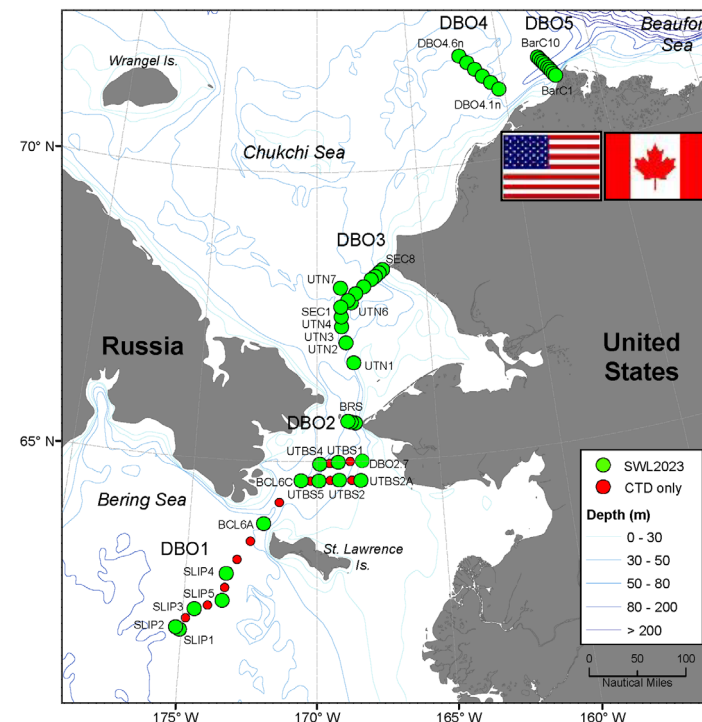 DBO4
DBO5
Beaufor
Sea
DBO4.6n
BarC10
Wrangel Is.
BarC1
DBO4.1n
70° N
Chukchi Sea
DBO3
SEC8
UTN7
SEC1
UTN6
UTN4
UTN3
UTN2
UTN1
Russia
United
States
BRS
DBO2
65° N
UTBS4
UTBS1
DBO2.7
BCL6C
UTBS5
UTBS2
UTBS2A
Bering Sea
BCL6A
DBO1
St. Lawrence
Is.
SLIP4
SLIP5
SLIP3
SLIP2
SLIP1
SWL2023
CTD only
Depth (m)
0 - 30
30 - 50
50 - 80
80 - 200
> 200
0 50 100
Nautical Miles
175° W
170° W
165° W
160° W